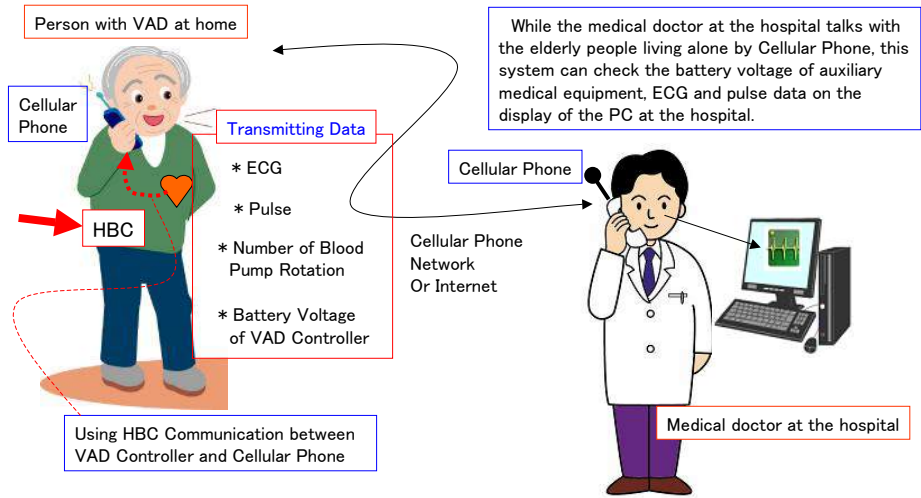 Person with VAD at home
While the medical doctor at the hospital talks with
the elderly people living alone by Cellular Phone, this
system can check the battery voltage of auxiliary
medical equipment, ECG and pulse data on the
display of the PC at the hospital.
Cellular
Phone
Transmitting Data
* ECG
* Pulse
* Number of Blood
Pump Rotation
* Battery Voltage
of VAD Controller
HBC
Cellular Phone
Cellular Phone
Network
Or Internet
Using HBC Communication between
VAD Controller and Cellular Phone
Medical doctor at the hospital